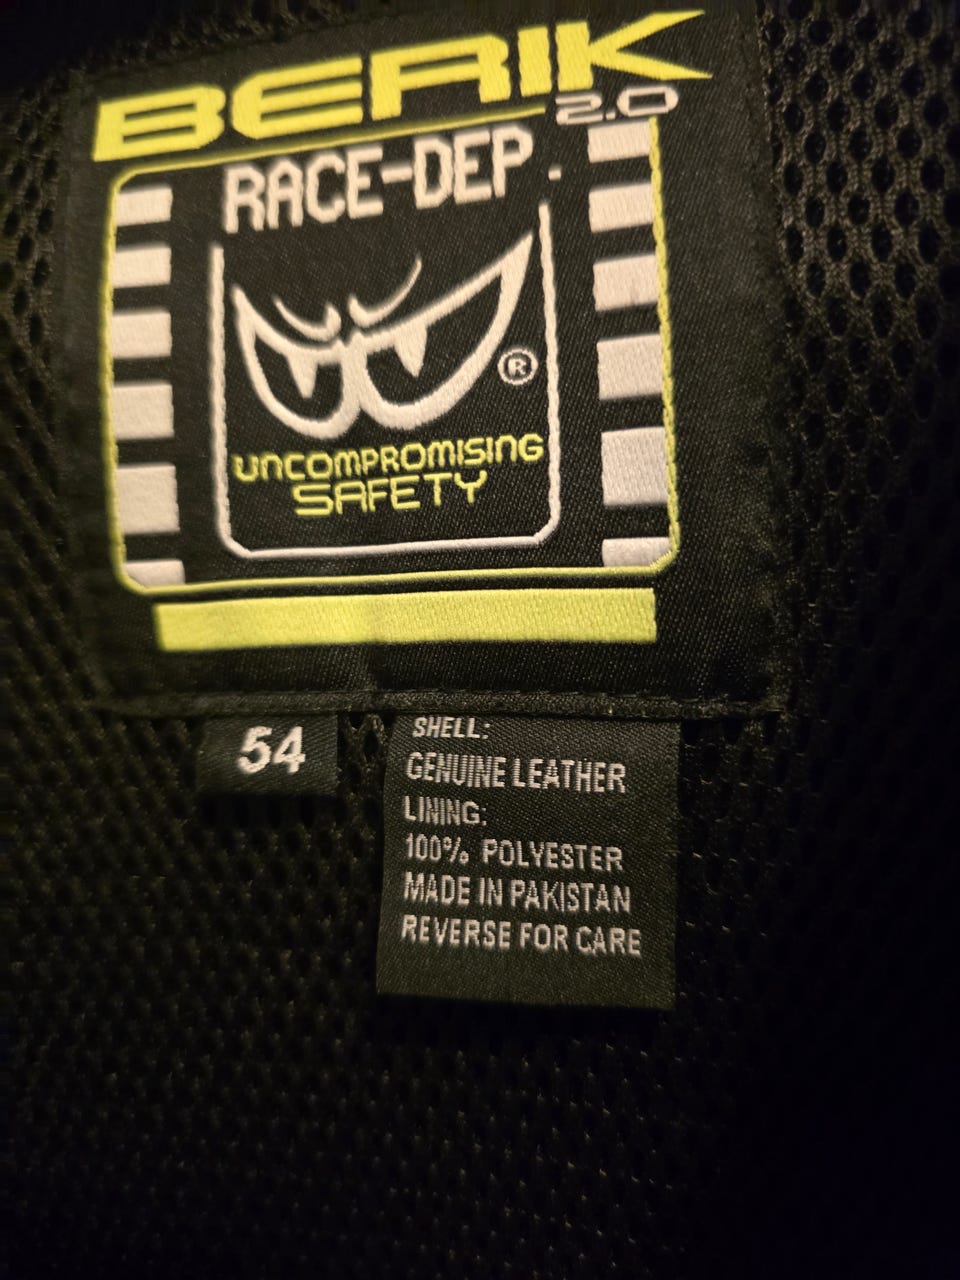 BERIK
2.0
RACE-DEP.
®
UNCOMPROMISING
SAFETY
54
SHELL:
GENUINE LEATHER
LINING:
100% POLYESTER
MADE IN PAKISTAN
REVERSE FOR CARE